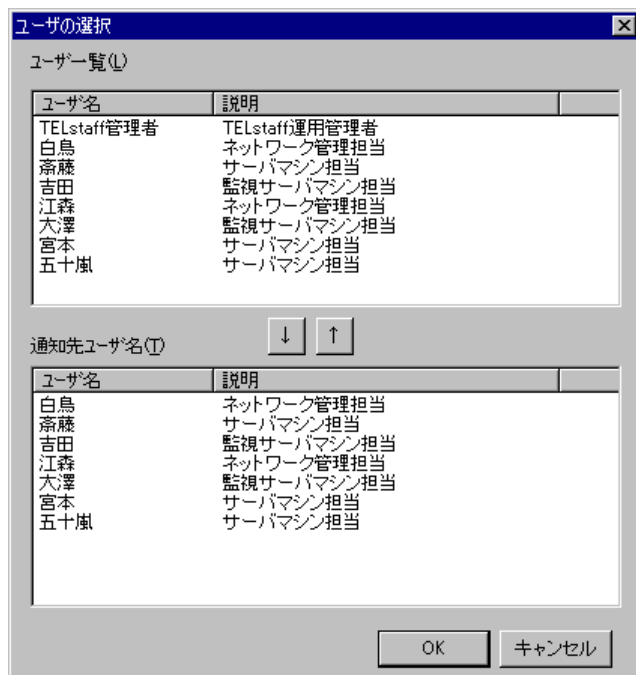 ユーザの選択
ユーザ一覧(L)
ユーザ名 説明
TELstaff管理者 TELstaff運用管理者
白鳥 ネットワーク管理担当
斎藤 サーバマシン担当
吉田 監視サーバマシン担当
江森 ネットワーク管理担当
大澤 監視サーバマシン担当
宮本 サーバマシン担当
五十嵐 サーバマシン担当
↓ ↑
通知先ユーザ名(T)
ユーザ名 説明
白鳥 ネットワーク管理担当
斎藤 サーバマシン担当
吉田 監視サーバマシン担当
江森 ネットワーク管理担当
大澤 監視サーバマシン担当
宮本 サーバマシン担当
五十嵐 サーバマシン担当
OK キャンセル